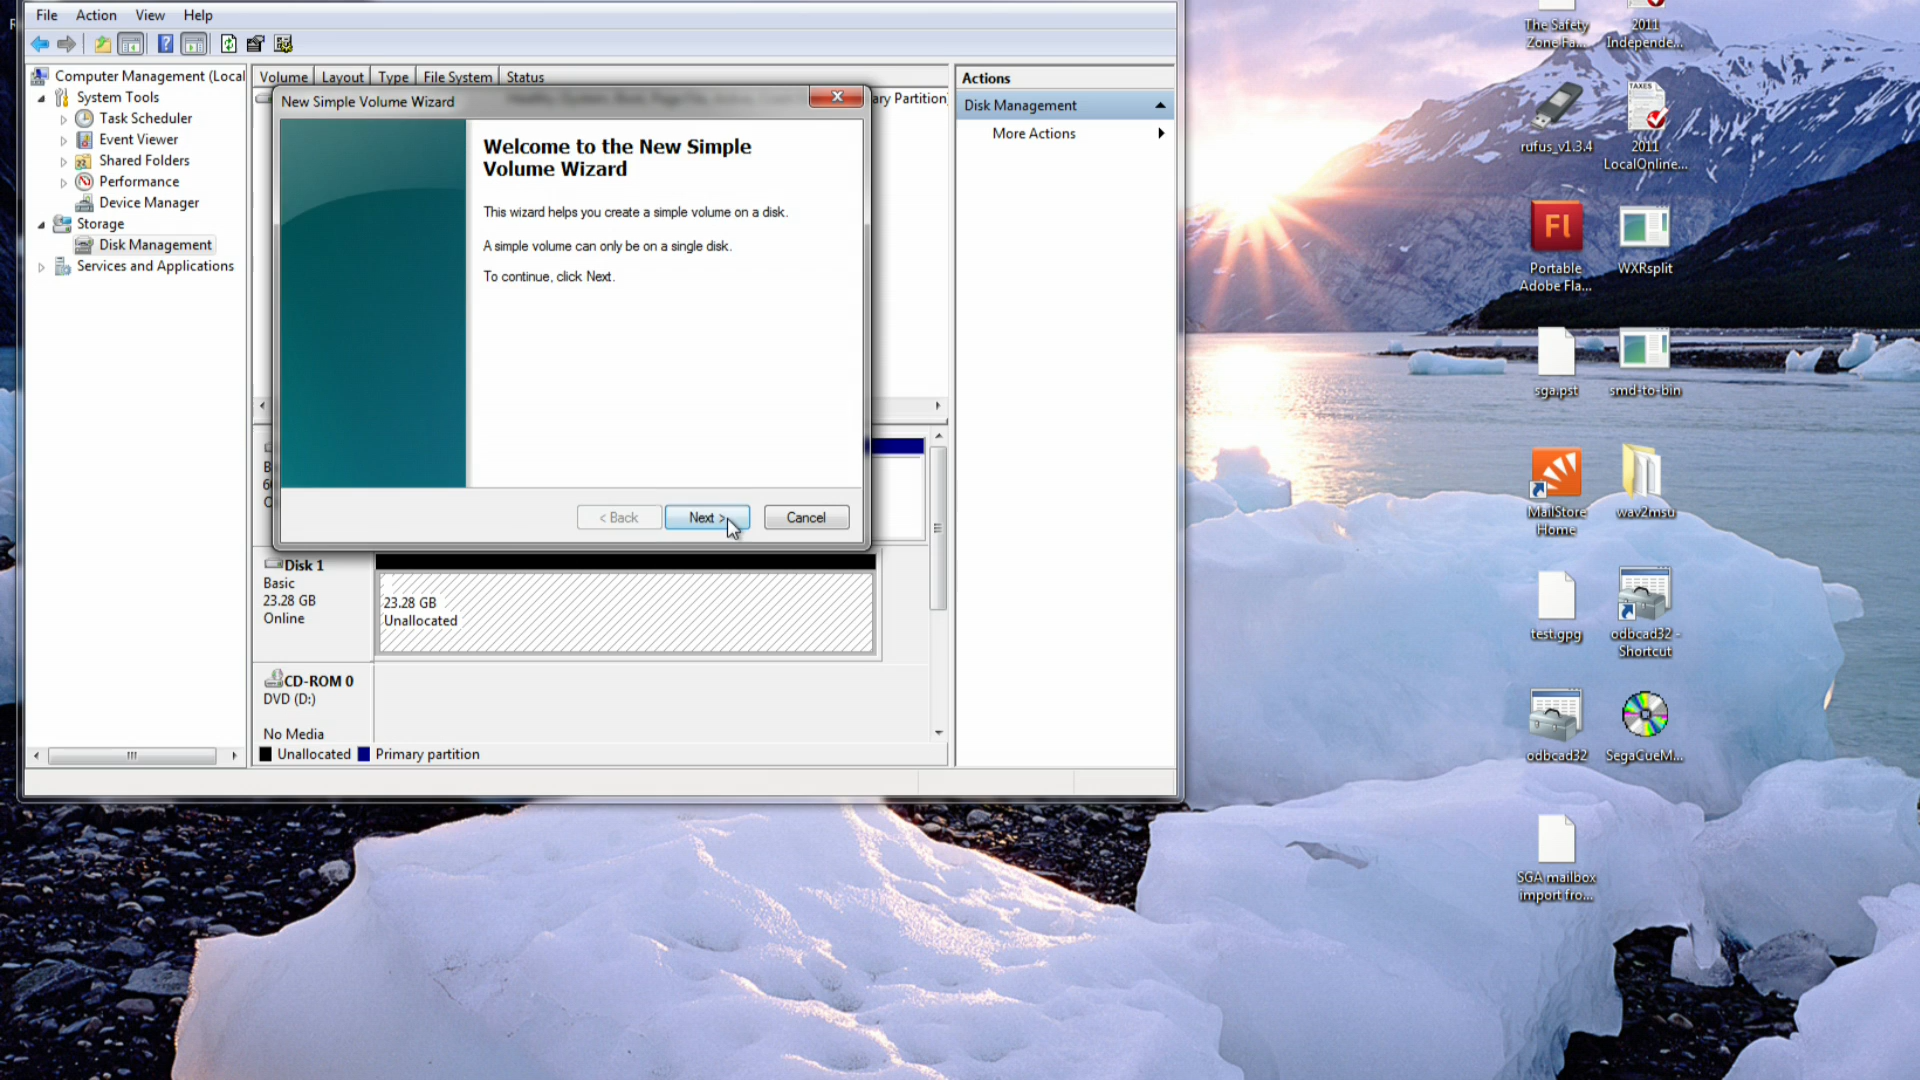 File Action View Help
Computer Management (Local
System Tools
Task Scheduler
Event Viewer
Shared Folders
Performance
Device Manager
Storage
Disk Management
Services and Applications
Volume Layout Type File System Status
ary Partition
New Simple Volume Wizard
Welcome to the New Simple
Volume Wizard
This wizard helps you create a simple volume on a disk.
A simple volume can only be on a single disk.
To continue, click Next.
< Back Next > Cancel
Disk 1
Basic
23.28 GB
Online
23.28 GB
Unallocated
CD-ROM 0
DVD (D:)
No Media
Unallocated Primary partition
Actions
Disk Management
More Actions
The Safety
Zone Fa...
2011
Independe...
rufus_v1.3.4
TAXES
2011
LocalOnline...
Fl
Portable
Adobe Fla...
WXRsplit
sga.pst
smd-to-bin
MailStore
Home
wav2msu
test.gpg
odbcad32 -
Shortcut
odbcad32
SegaCueM...
SGA mailbox
import fro...